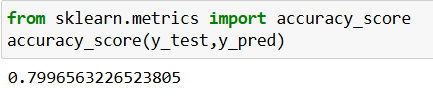 from sklearn.metrics import accuracy_score
accuracy_score(y_test,y_pred)
0.7996563226523805